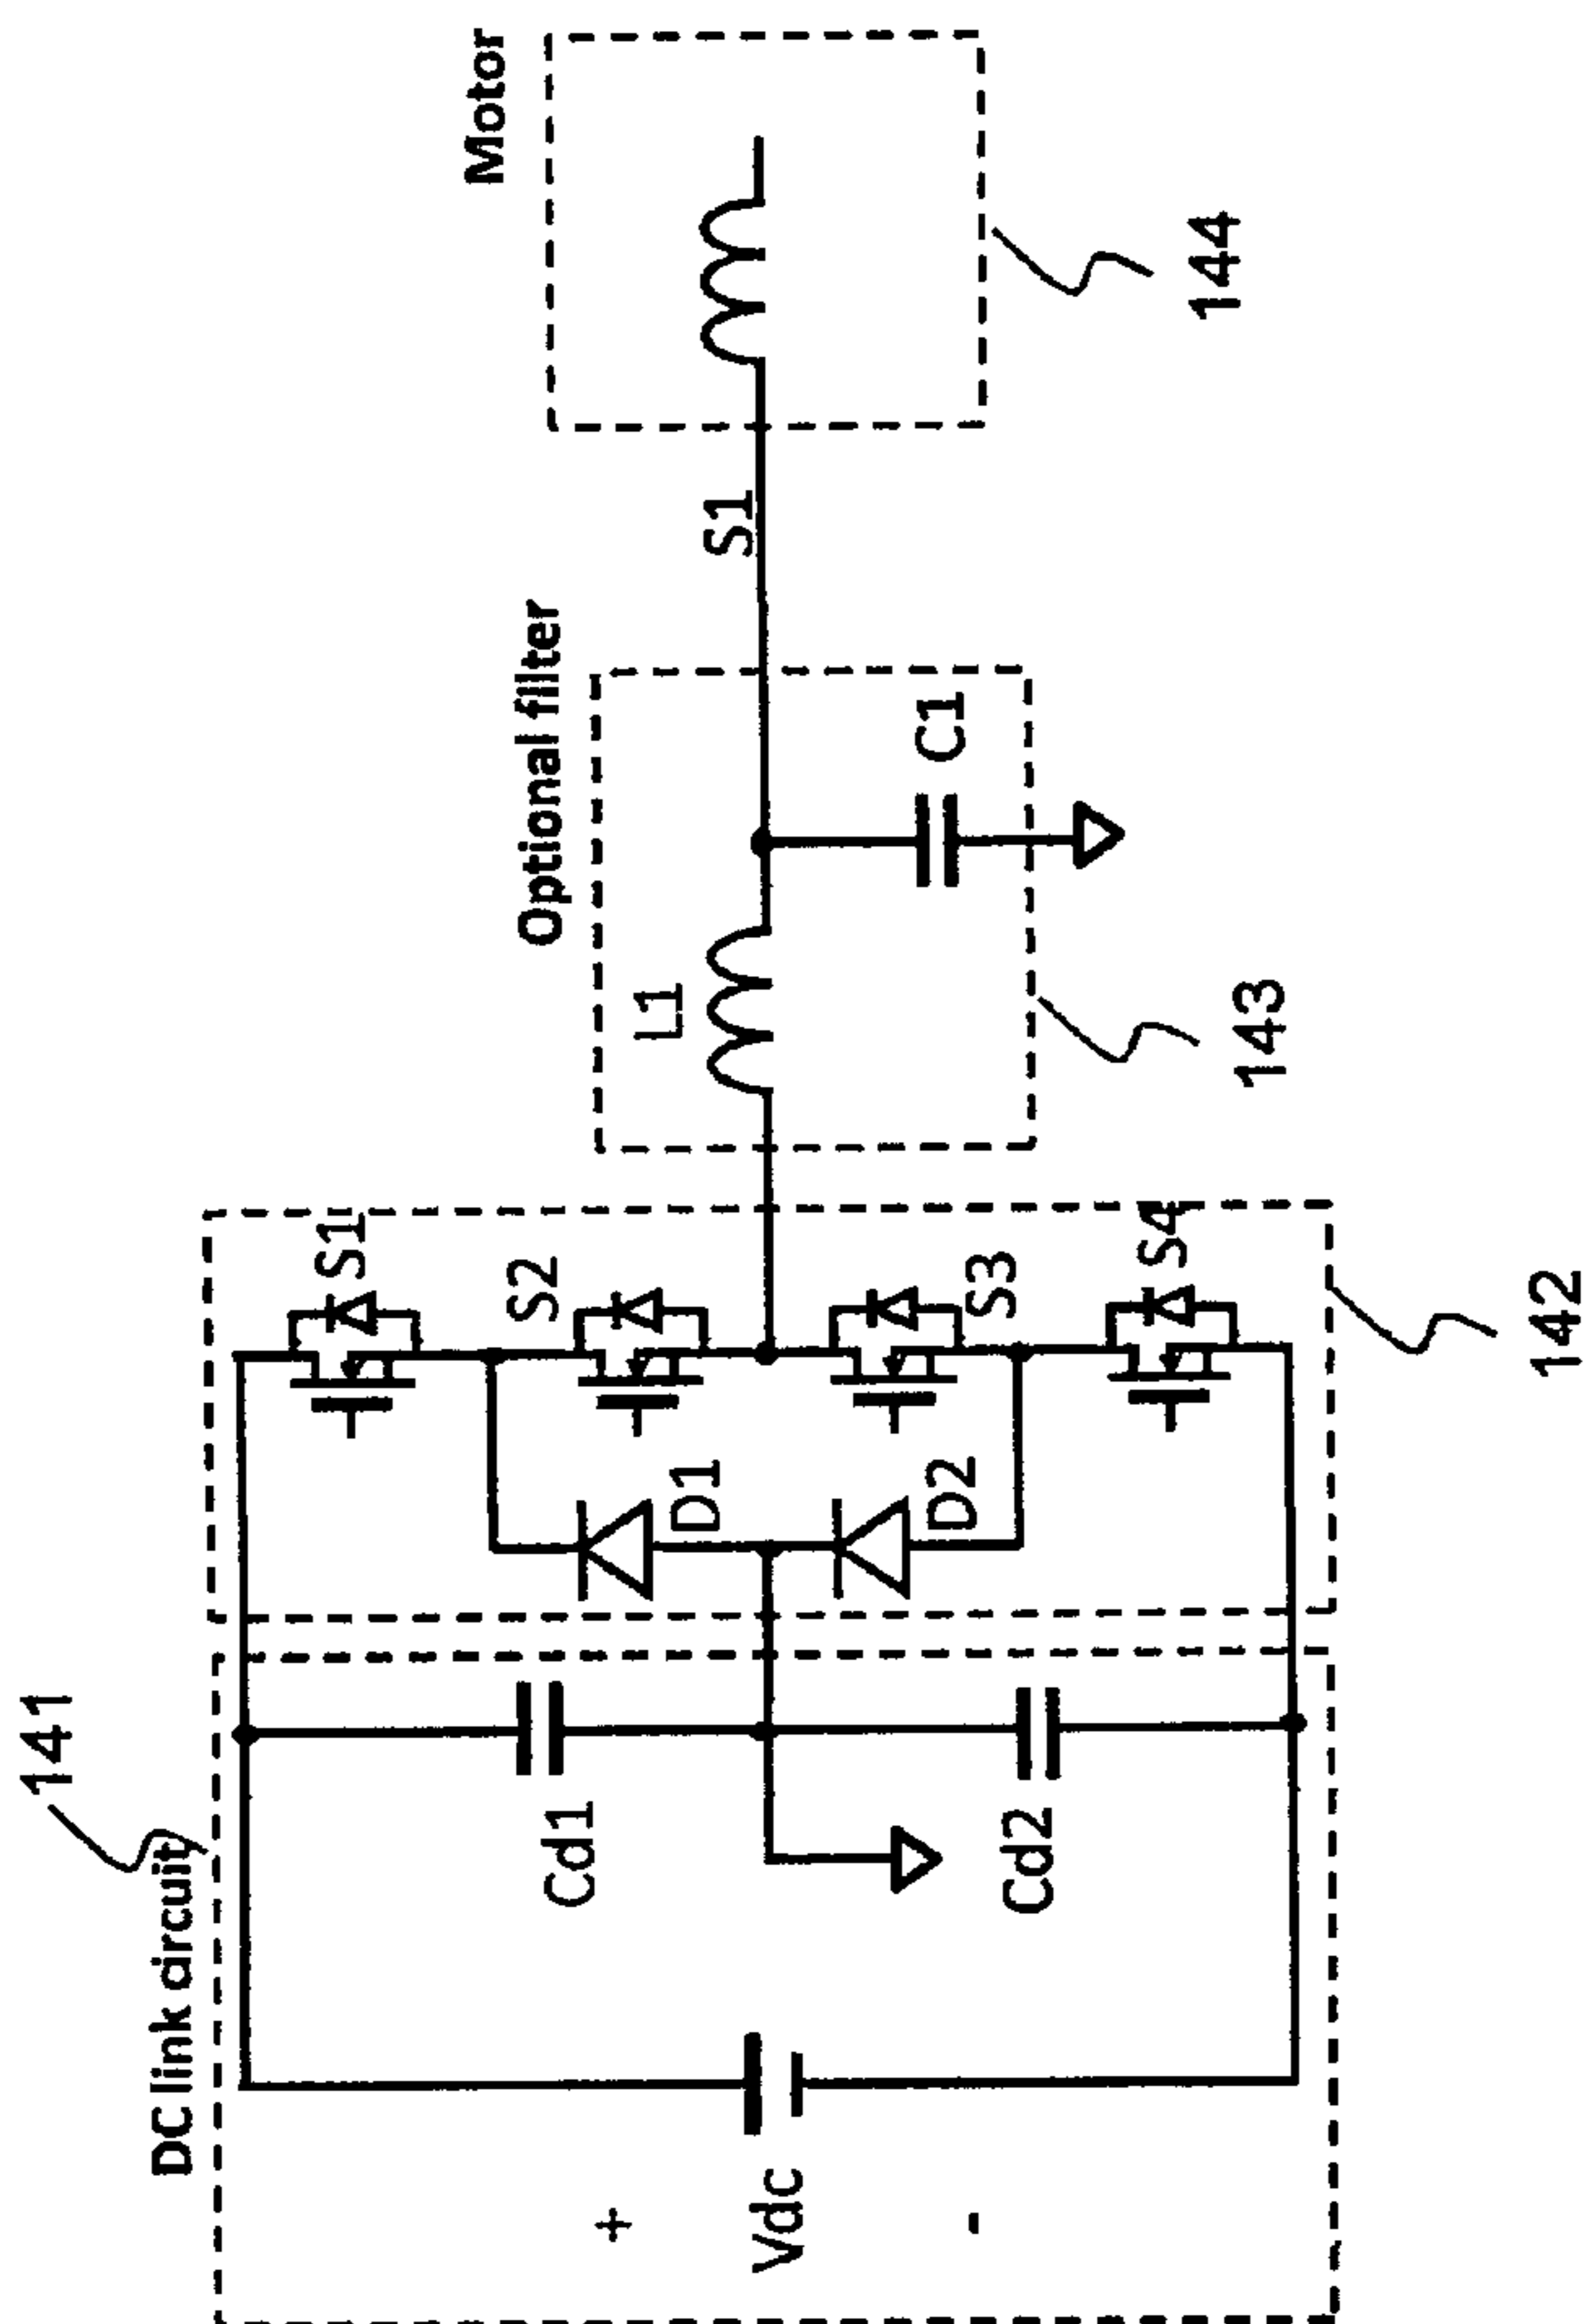 141
DC link circuit
+
Vdc
-
Cd1
Cd2
D1
D2
S1
S2
S3
S4
142
Optional filter
L1
C1
143
S1
Motor
144